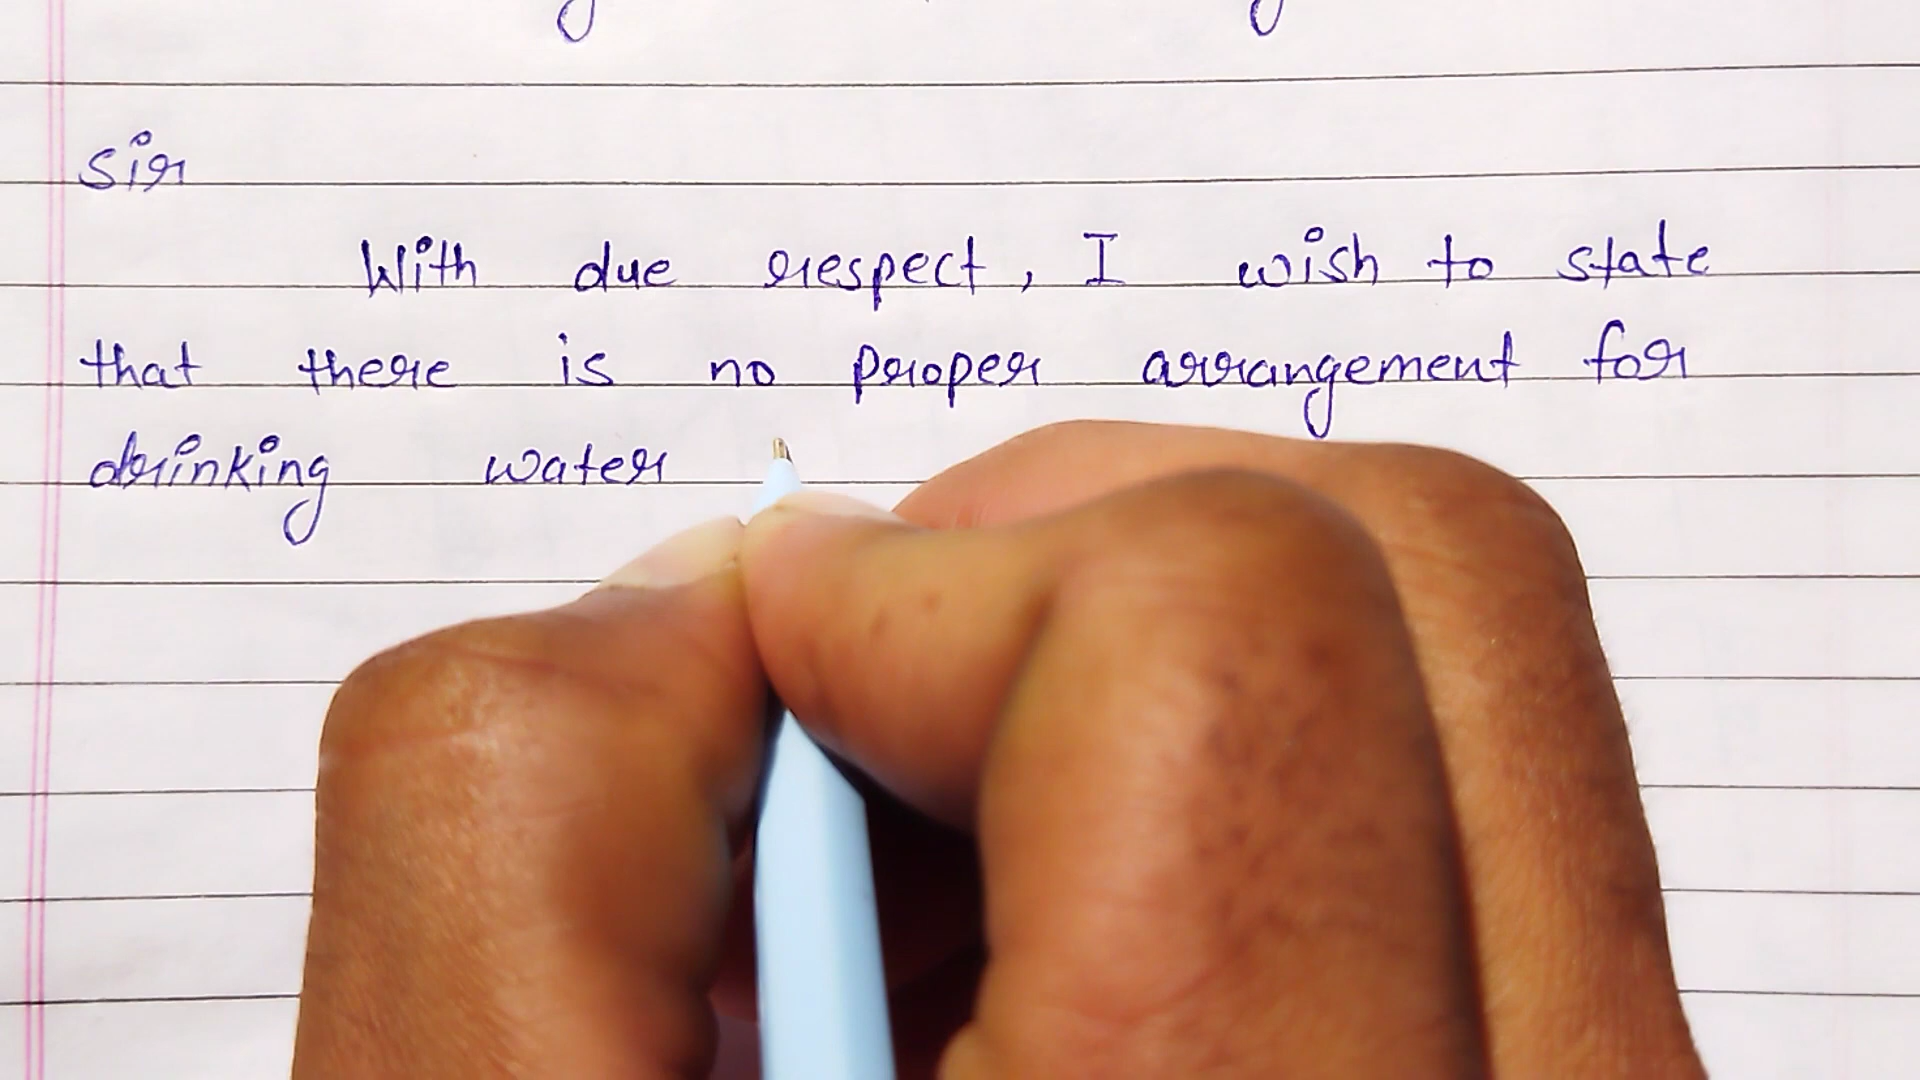 Sir
With due respect, I wish to state
that there is no proper arrangement for
drinking water